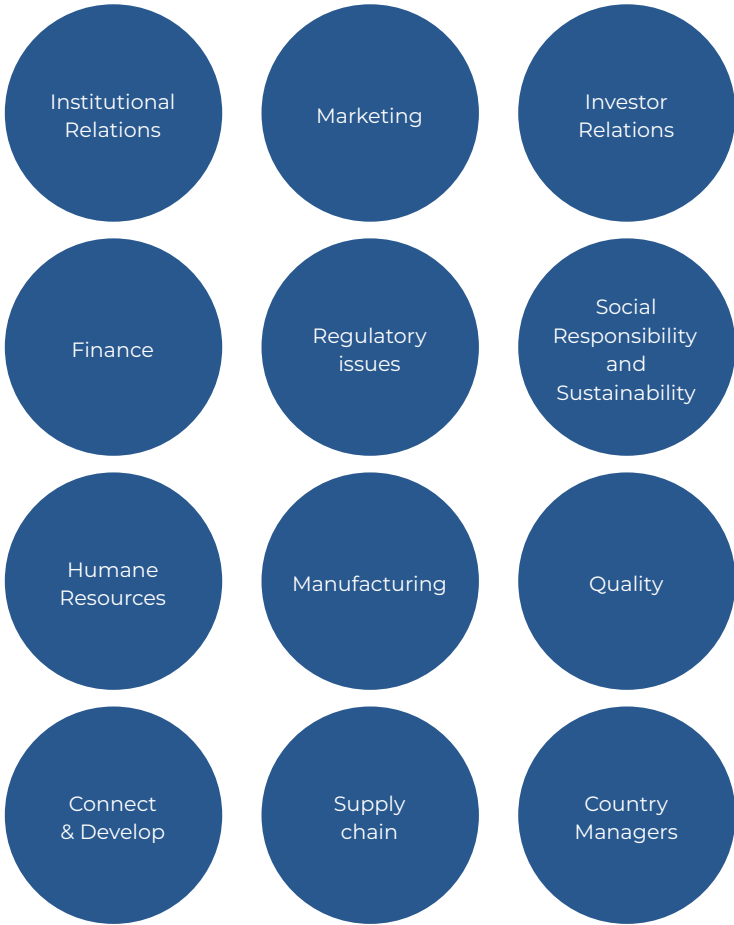 Institutional
Relations
Marketing
Investor
Relations
Finance
Regulatory
issues
Social
Responsibility
and
Sustainability
Humane
Resources
Manufacturing
Quality
Connect
& Develop
Supply
chain
Country
Managers